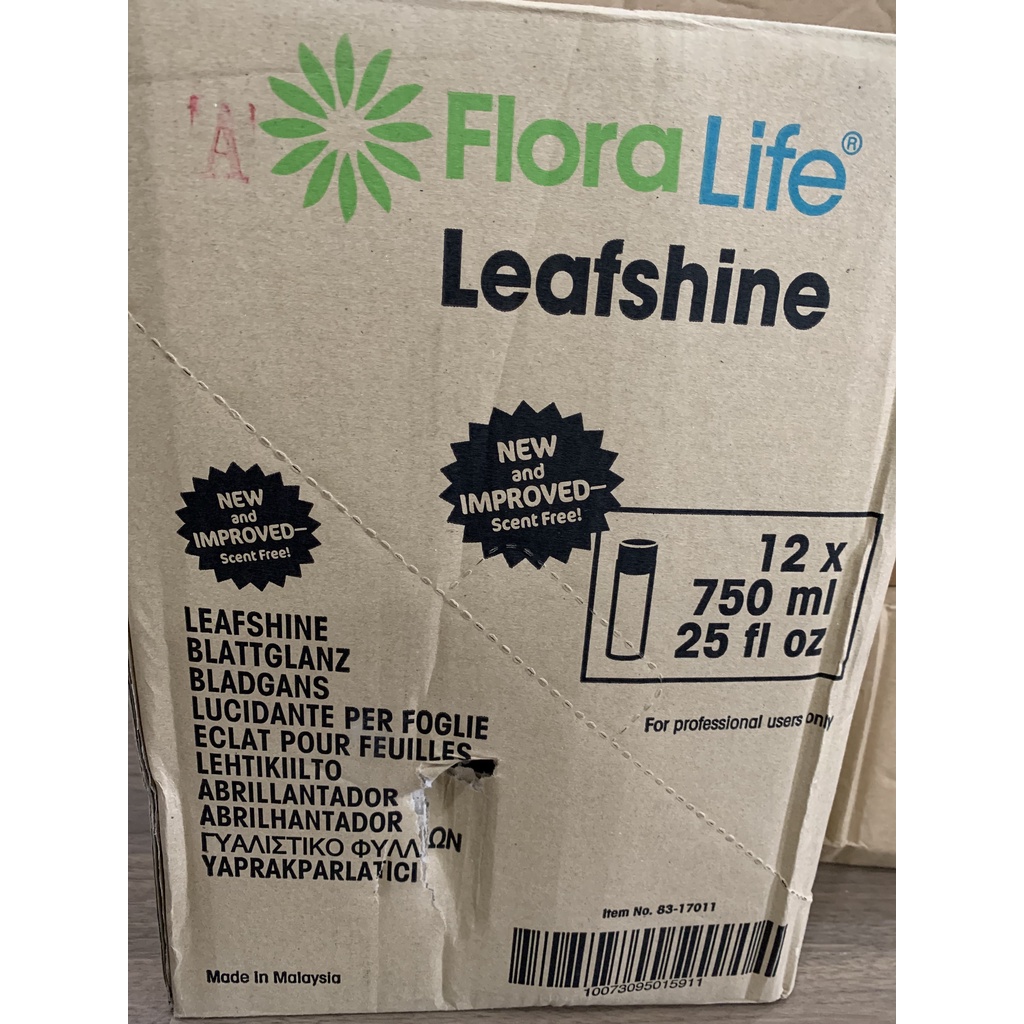 'A'
Flora Life®
Leafshine
NEW
and
IMPROVED–
Scent Free!
NEW
and
IMPROVED–
Scent Free!
12 x
750 ml
25 fl oz
For professional users only
LEAFSHINE
BLATTGLANZ
BLADGANS
LUCIDANTE PER FOGLIE
ECLAT POUR FEUILLES
LEHTIKIILTO
ABRILLANTADOR
ABRILHANTADOR
ΓΥΑΛΙΣΤΙΚΟ ΦΥΛΛΩΝ
YAPRAKPARLATICI
Item No. 83-17011
10073095015911
Made In Malaysia